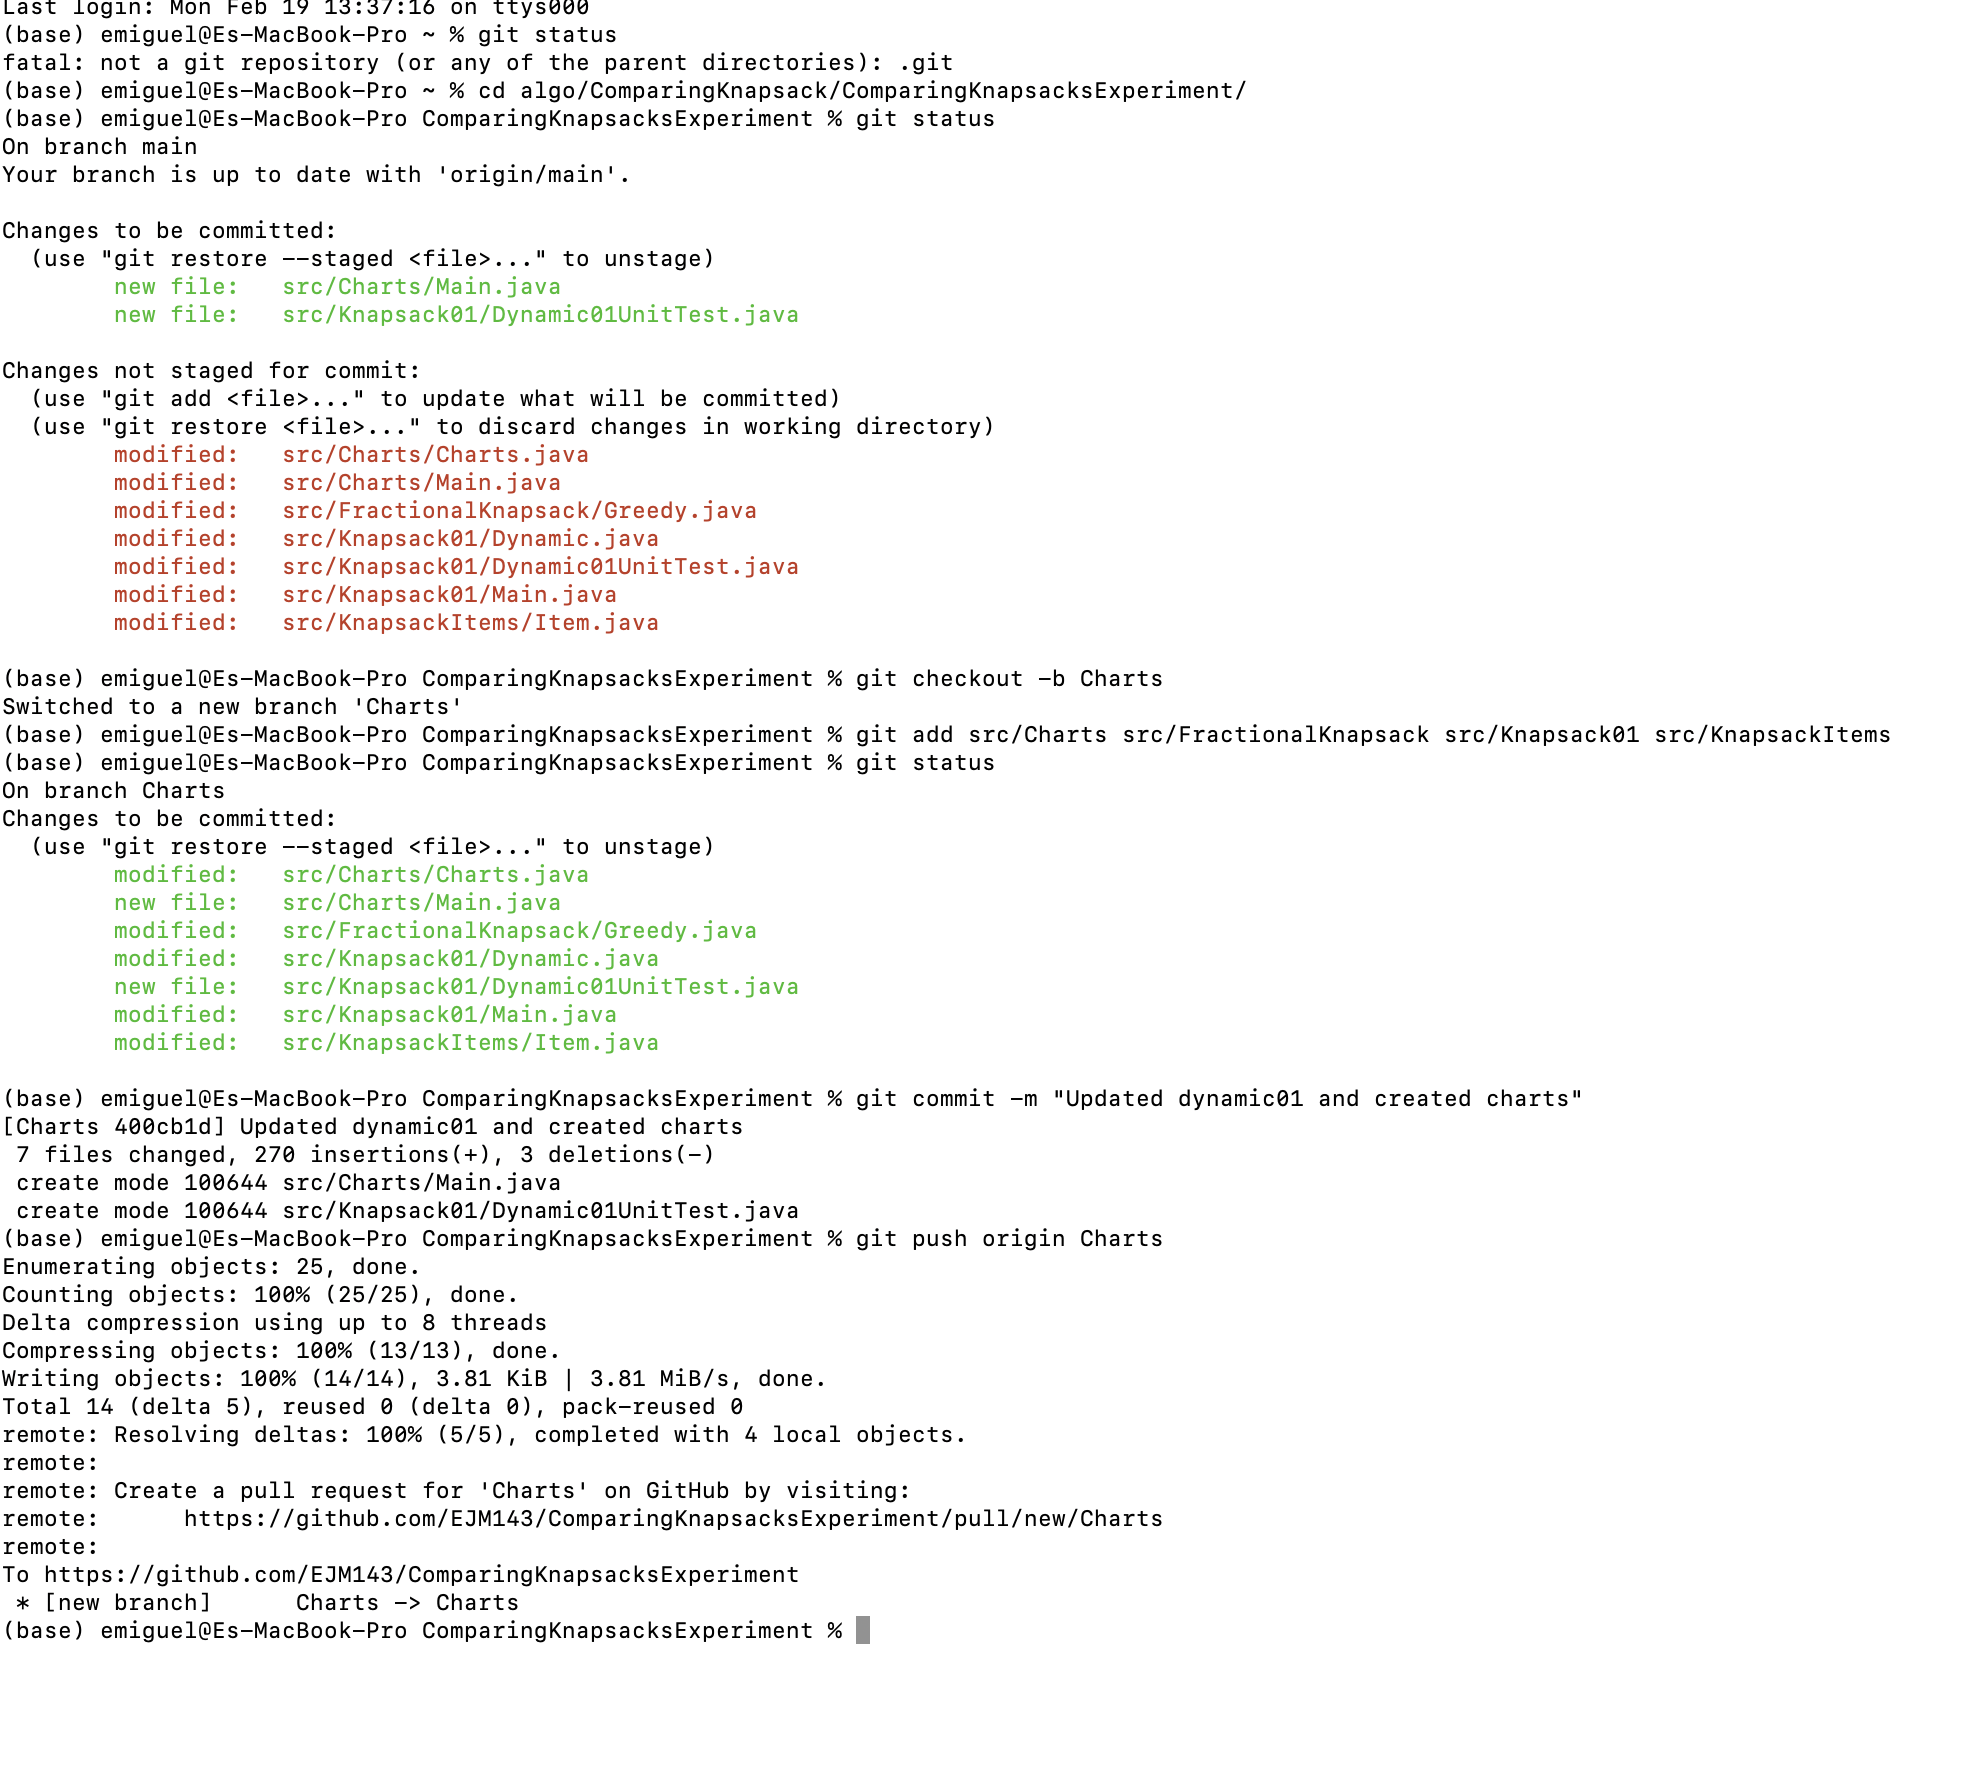 Last login: Mon Feb 19 13:37:16 on ttys000
(base) emiguel@Es-MacBook-Pro ~ % git status
fatal: not a git repository (or any of the parent directories): .git
(base) emiguel@Es-MacBook-Pro ~ % cd algo/ComparingKnapsack/ComparingKnapsacksExperiment/
(base) emiguel@Es-MacBook-Pro ComparingKnapsacksExperiment % git status
On branch main
Your branch is up to date with 'origin/main'.

Changes to be committed:
  (use "git restore --staged <file>..." to unstage)
        new file:   src/Charts/Main.java
        new file:   src/Knapsack01/Dynamic01UnitTest.java

Changes not staged for commit:
  (use "git add <file>..." to update what will be committed)
  (use "git restore <file>..." to discard changes in working directory)
        modified:   src/Charts/Charts.java
        modified:   src/Charts/Main.java
        modified:   src/FractionalKnapsack/Greedy.java
        modified:   src/Knapsack01/Dynamic.java
        modified:   src/Knapsack01/Dynamic01UnitTest.java
        modified:   src/Knapsack01/Main.java
        modified:   src/KnapsackItems/Item.java

(base) emiguel@Es-MacBook-Pro ComparingKnapsacksExperiment % git checkout -b Charts
Switched to a new branch 'Charts'
(base) emiguel@Es-MacBook-Pro ComparingKnapsacksExperiment % git add src/Charts src/FractionalKnapsack src/Knapsack01 src/KnapsackItems
(base) emiguel@Es-MacBook-Pro ComparingKnapsacksExperiment % git status
On branch Charts
Changes to be committed:
  (use "git restore --staged <file>..." to unstage)
        modified:   src/Charts/Charts.java
        new file:   src/Charts/Main.java
        modified:   src/FractionalKnapsack/Greedy.java
        modified:   src/Knapsack01/Dynamic.java
        new file:   src/Knapsack01/Dynamic01UnitTest.java
        modified:   src/Knapsack01/Main.java
        modified:   src/KnapsackItems/Item.java

(base) emiguel@Es-MacBook-Pro ComparingKnapsacksExperiment % git commit -m "Updated dynamic01 and created charts"
[Charts 400cb1d] Updated dynamic01 and created charts
 7 files changed, 270 insertions(+), 3 deletions(-)
 create mode 100644 src/Charts/Main.java
 create mode 100644 src/Knapsack01/Dynamic01UnitTest.java
(base) emiguel@Es-MacBook-Pro ComparingKnapsacksExperiment % git push origin Charts
Enumerating objects: 25, done.
Counting objects: 100% (25/25), done.
Delta compression using up to 8 threads
Compressing objects: 100% (13/13), done.
Writing objects: 100% (14/14), 3.81 KiB | 3.81 MiB/s, done.
Total 14 (delta 5), reused 0 (delta 0), pack-reused 0
remote: Resolving deltas: 100% (5/5), completed with 4 local objects.
remote:
remote: Create a pull request for 'Charts' on GitHub by visiting:
remote:      https://github.com/EJM143/ComparingKnapsacksExperiment/pull/new/Charts
remote:
To https://github.com/EJM143/ComparingKnapsacksExperiment
 * [new branch]      Charts -> Charts
(base) emiguel@Es-MacBook-Pro ComparingKnapsacksExperiment %